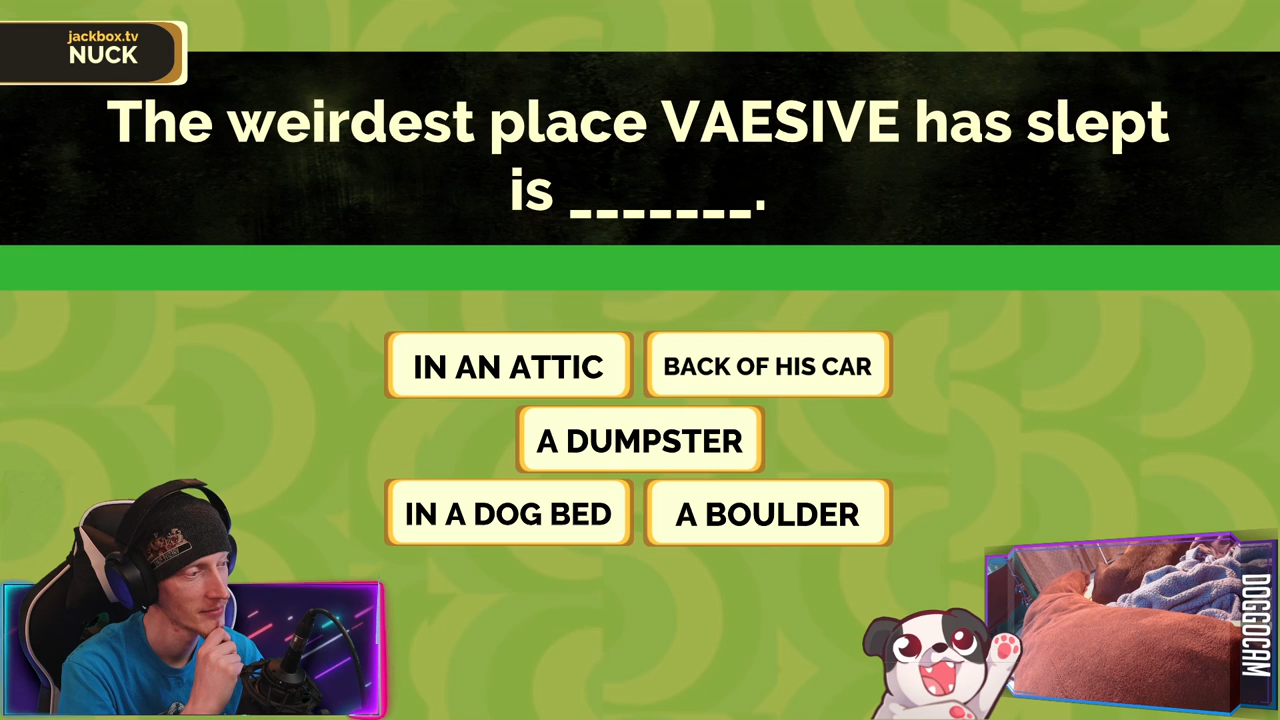 jackbox.tv
NUCK
The weirdest place VAESIVE has slept
is _______.
IN AN ATTIC
BACK OF HIS CAR
A DUMPSTER
IN A DOG BED
A BOULDER
DOGGOCAM